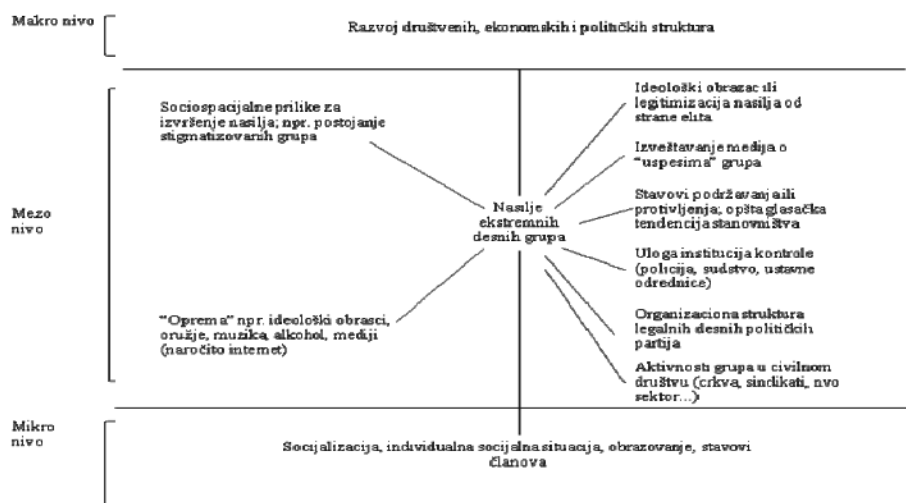 Makro nivo
Razvoj društvenih, ekonomskih i političkih struktura
Mezo
nivo
Sociospacijalne prilike za
izvršenje nasilja; npr. postojanje
stigmatizovanih grupa
"Oprema" npr. ideološki obrasci,
oružje, muzika, alkohol, mediji
(naročito internet)
Nasilje
ekstremnih
desnih grupa
Ideološki obrazac ili
legitimizacija nasilja od
strane elita
Izveštavanje medija o
"uspesima" grupa
Stavovi podržavanja ili
protivljenja; opšta glasačka
tendencija stanovništva
Uloga institucija kontrole
(policija, sudstvo, ustavne
odrednice)
Organizaciona struktura
legalnih desnih političkih
partija
Aktivnosti grupa u civilnom
društvu (crkva, sindikati, nvo
sektor...)
Mikro
nivo
Socijalizacija, individualna socijalna situacija, obrazovanje, stavovi
članova